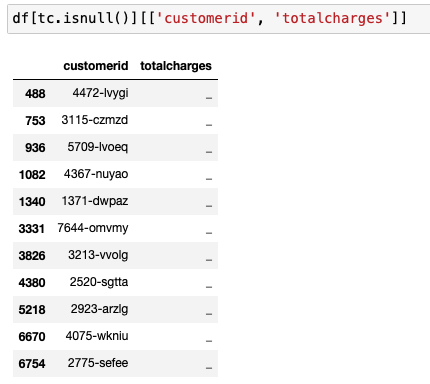 df[tc.isnull()][['customerid', 'totalcharges']]
customerid totalcharges
488 4472-lvygi _
753 3115-czmzd _
936 5709-lvoeq _
1082 4367-nuyao _
1340 1371-dwpaz _
3331 7644-omvmy _
3826 3213-vvolg _
4380 2520-sgtta _
5218 2923-arzlg _
6670 4075-wkniu _
6754 2775-sefee _